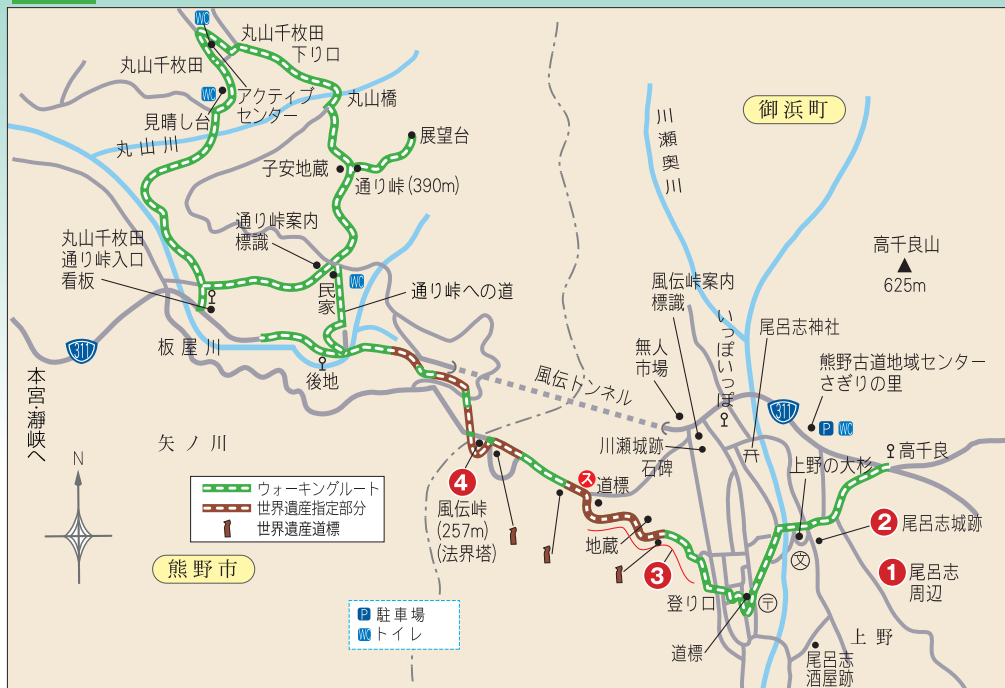 WC
丸山千枚田
下り口
丸山千枚田
WC
アクティブ
センター
見晴し台
丸山川
丸山橋
展望台
子安地蔵
通り峠(390m)
通り峠案内
標識
丸山千枚田
通り峠入口
看板
WC
民家
通り峠への道
311
板屋川
後地
本宮・瀞峡へ
矢ノ川
N
ウォーキングルート
世界遺産指定部分
世界遺産道標
熊野市
P 駐車場
WC トイレ
御浜町
川瀬奥川
高千良山
625m
風伝峠案内
標識
いっぽいっぽ
尾呂志神社
無人
市場
熊野古道地域センター
さぎりの里
311
P WC
風伝トンネル
川瀬城跡
石碑
上野の大杉
高千良
4
風伝峠
(257m)
(法界塔)
ス
道標
地蔵
3
登り口
文
〒
道標
2 尾呂志城跡
1 尾呂志
周辺
上野
尾呂志
酒屋跡